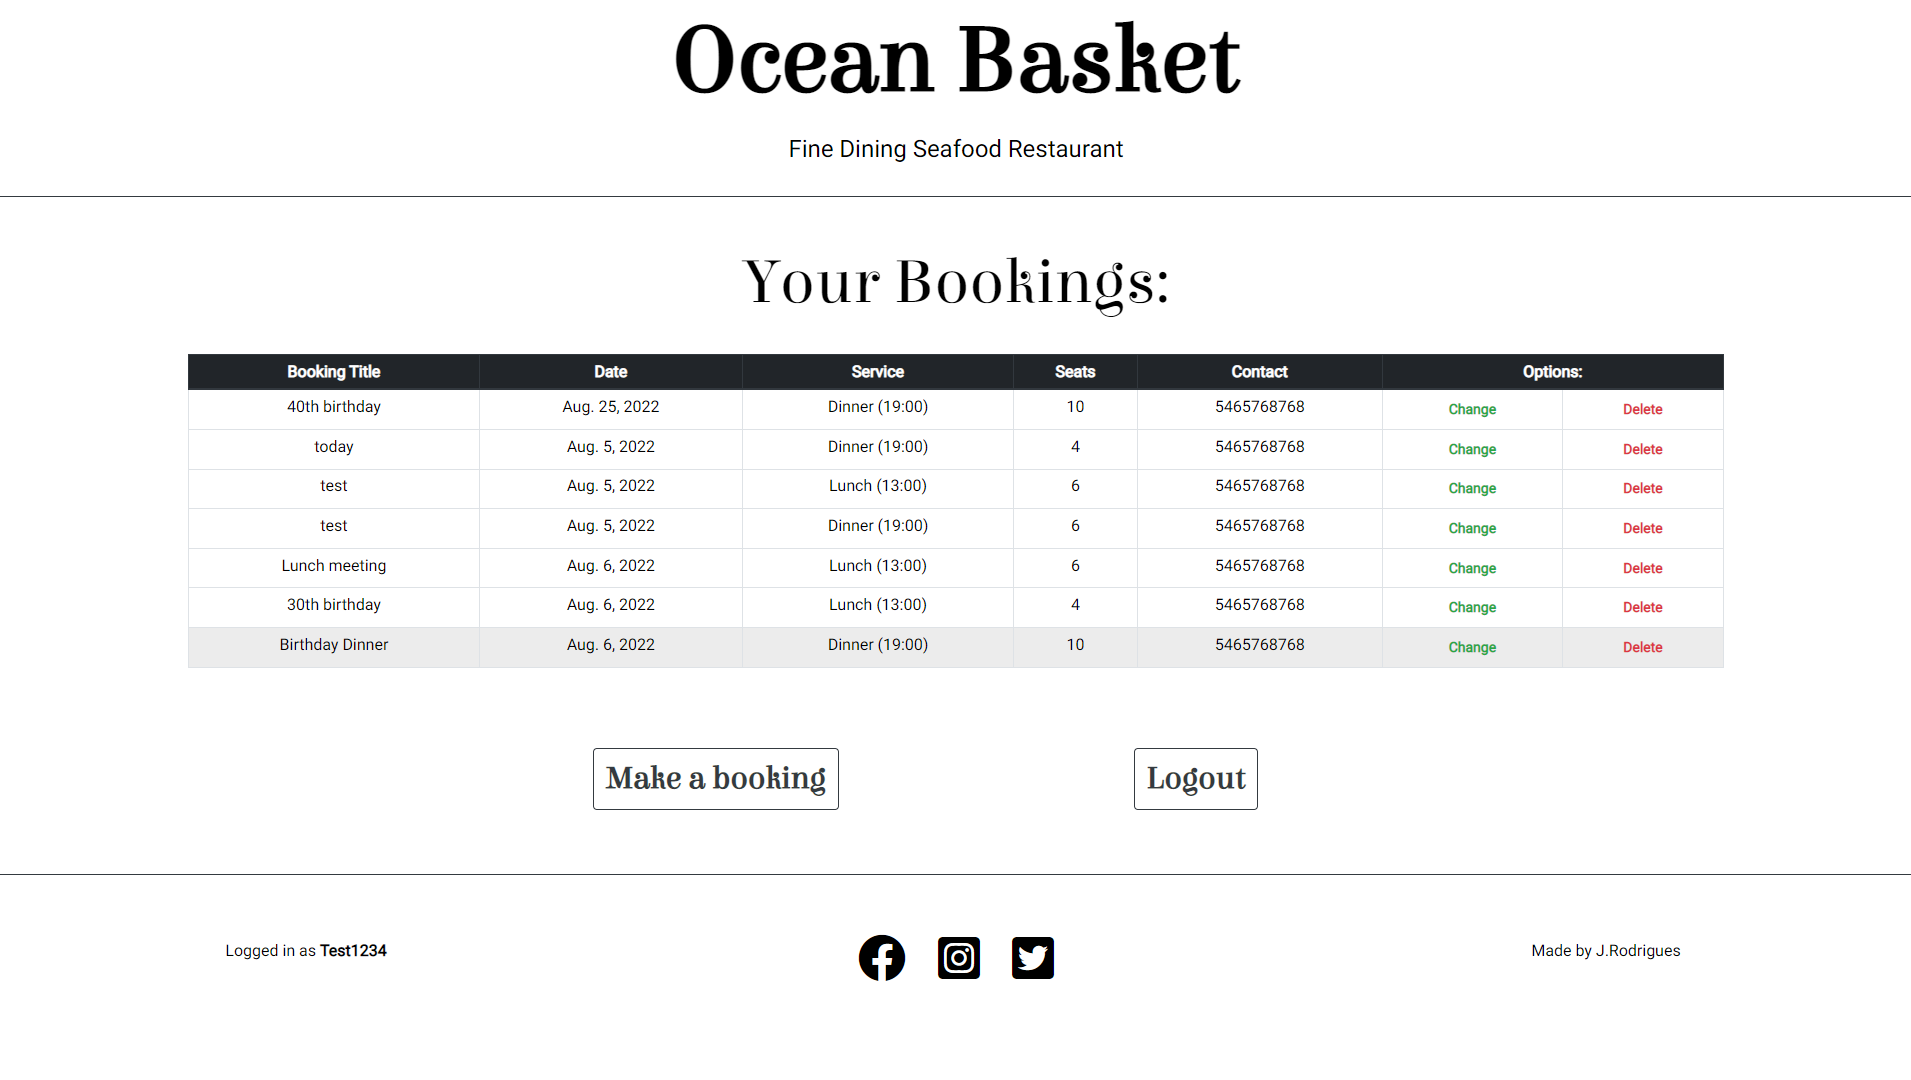 Ocean Basket
Fine Dining Seafood Restaurant
Your Bookings:
Booking Title Date Service Seats Contact Options:
40th birthday Aug. 25, 2022 Dinner (19:00) 10 5465768768 Change Delete
today Aug. 5, 2022 Dinner (19:00) 4 5465768768 Change Delete
test Aug. 5, 2022 Lunch (13:00) 6 5465768768 Change Delete
test Aug. 5, 2022 Dinner (19:00) 6 5465768768 Change Delete
Lunch meeting Aug. 6, 2022 Lunch (13:00) 6 5465768768 Change Delete
30th birthday Aug. 6, 2022 Lunch (13:00) 4 5465768768 Change Delete
Birthday Dinner Aug. 6, 2022 Dinner (19:00) 10 5465768768 Change Delete
Make a booking Logout
Logged in as Test1234 Made by J.Rodrigues